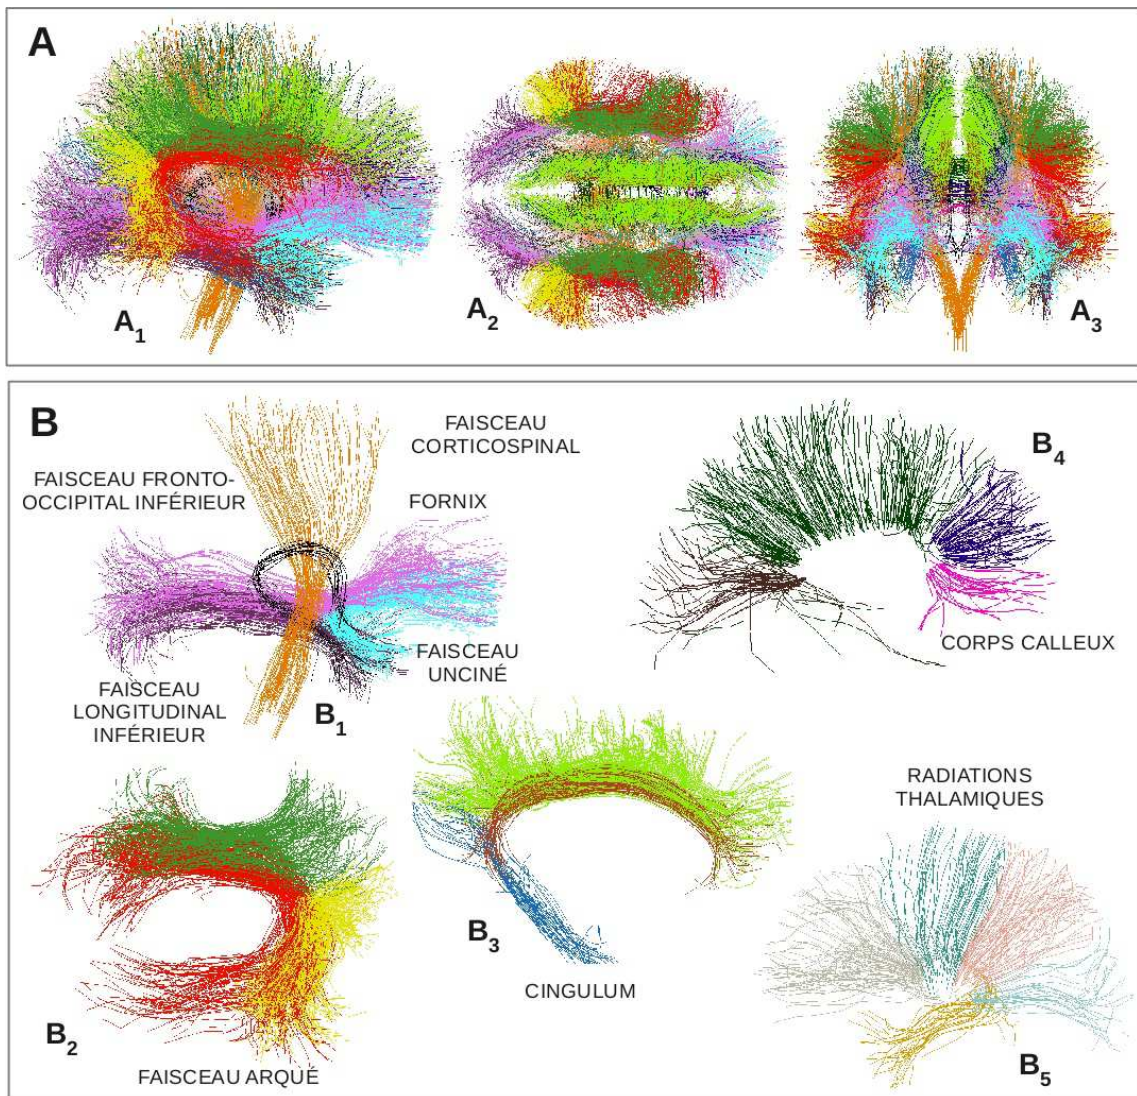 A
A1
A2
A3
B
FAISCEAU
CORTICOSPINAL
FAISCEAU FRONTO-
OCCIPITAL INFÉRIEUR
FORNIX
FAISCEAU
UNCINÉ
FAISCEAU
LONGITUDINAL
INFÉRIEUR
B1
B4
CORPS CALLEUX
B2
FAISCEAU ARQUÉ
B3
CINGULUM
RADIATIONS
THALAMIQUES
B5